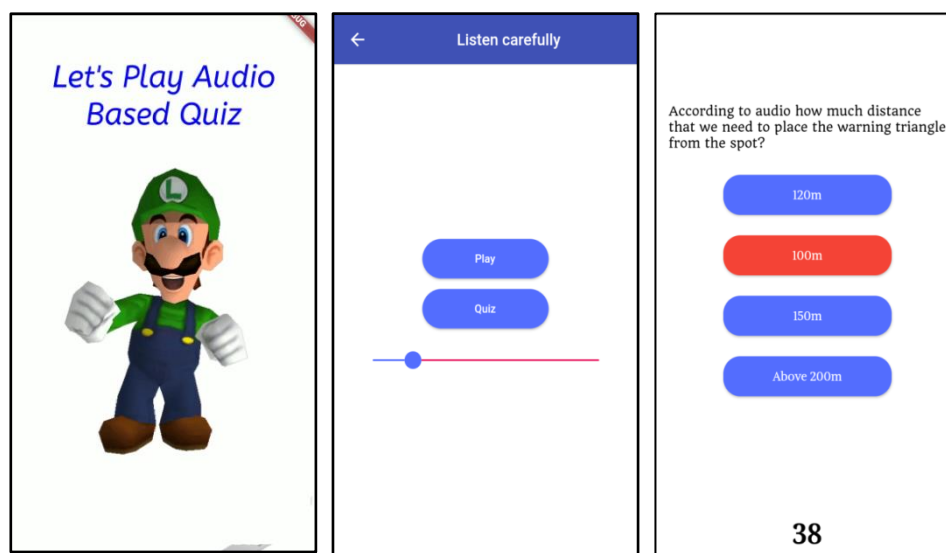 Let's Play Audio
Based Quiz
L
Listen carefully
Play
Quiz
According to audio how much distance
that we need to place the warning triangle
from the spot?
120m
100m
150m
Above 200m
38